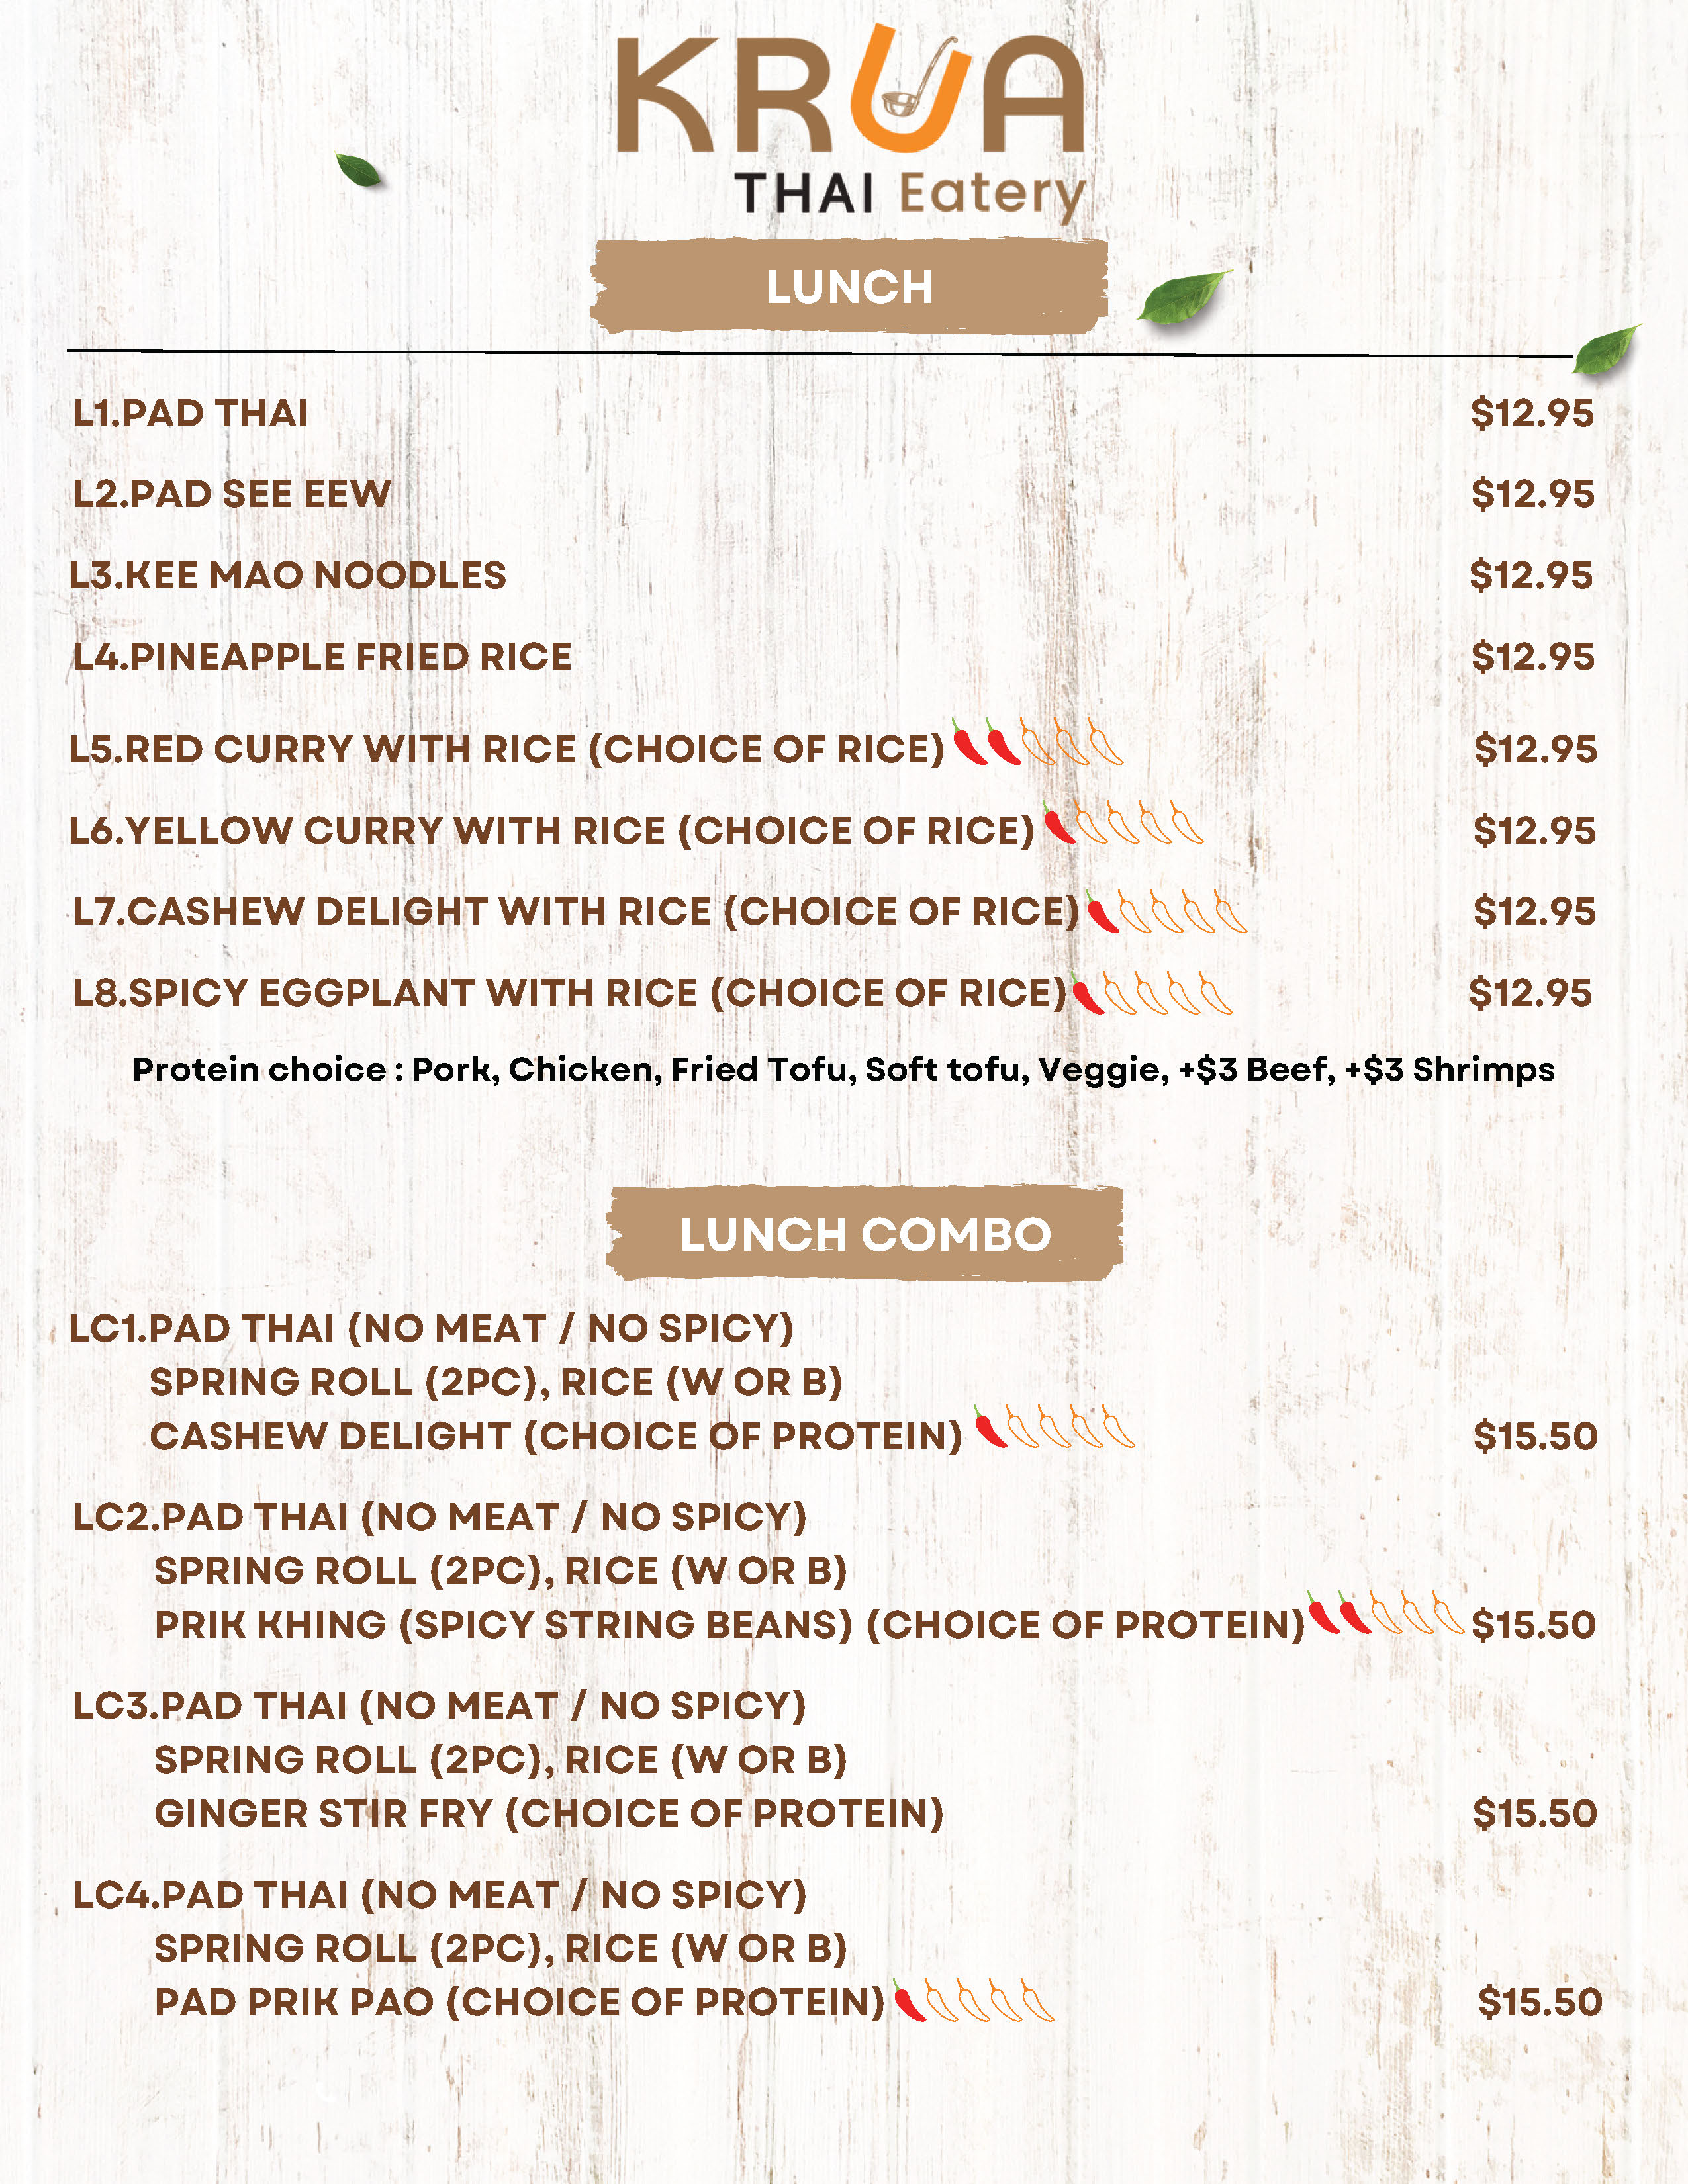 KRUA
THAI Eatery
LUNCH
L1.PAD THAI $12.95
L2.PAD SEE EEW $12.95
L3.KEE MAO NOODLES $12.95
L4.PINEAPPLE FRIED RICE $12.95
L5.RED CURRY WITH RICE (CHOICE OF RICE) $12.95
L6.YELLOW CURRY WITH RICE (CHOICE OF RICE) $12.95
L7.CASHEW DELIGHT WITH RICE (CHOICE OF RICE) $12.95
L8.SPICY EGGPLANT WITH RICE (CHOICE OF RICE) $12.95
Protein choice : Pork, Chicken, Fried Tofu, Soft tofu, Veggie, +$3 Beef, +$3 Shrimps
LUNCH COMBO
LC1.PAD THAI (NO MEAT / NO SPICY)
SPRING ROLL (2PC), RICE (W OR B)
CASHEW DELIGHT (CHOICE OF PROTEIN) $15.50
LC2.PAD THAI (NO MEAT / NO SPICY)
SPRING ROLL (2PC), RICE (W OR B)
PRIK KHING (SPICY STRING BEANS) (CHOICE OF PROTEIN) $15.50
LC3.PAD THAI (NO MEAT / NO SPICY)
SPRING ROLL (2PC), RICE (W OR B)
GINGER STIR FRY (CHOICE OF PROTEIN) $15.50
LC4.PAD THAI (NO MEAT / NO SPICY)
SPRING ROLL (2PC), RICE (W OR B)
PAD PRIK PAO (CHOICE OF PROTEIN) $15.50